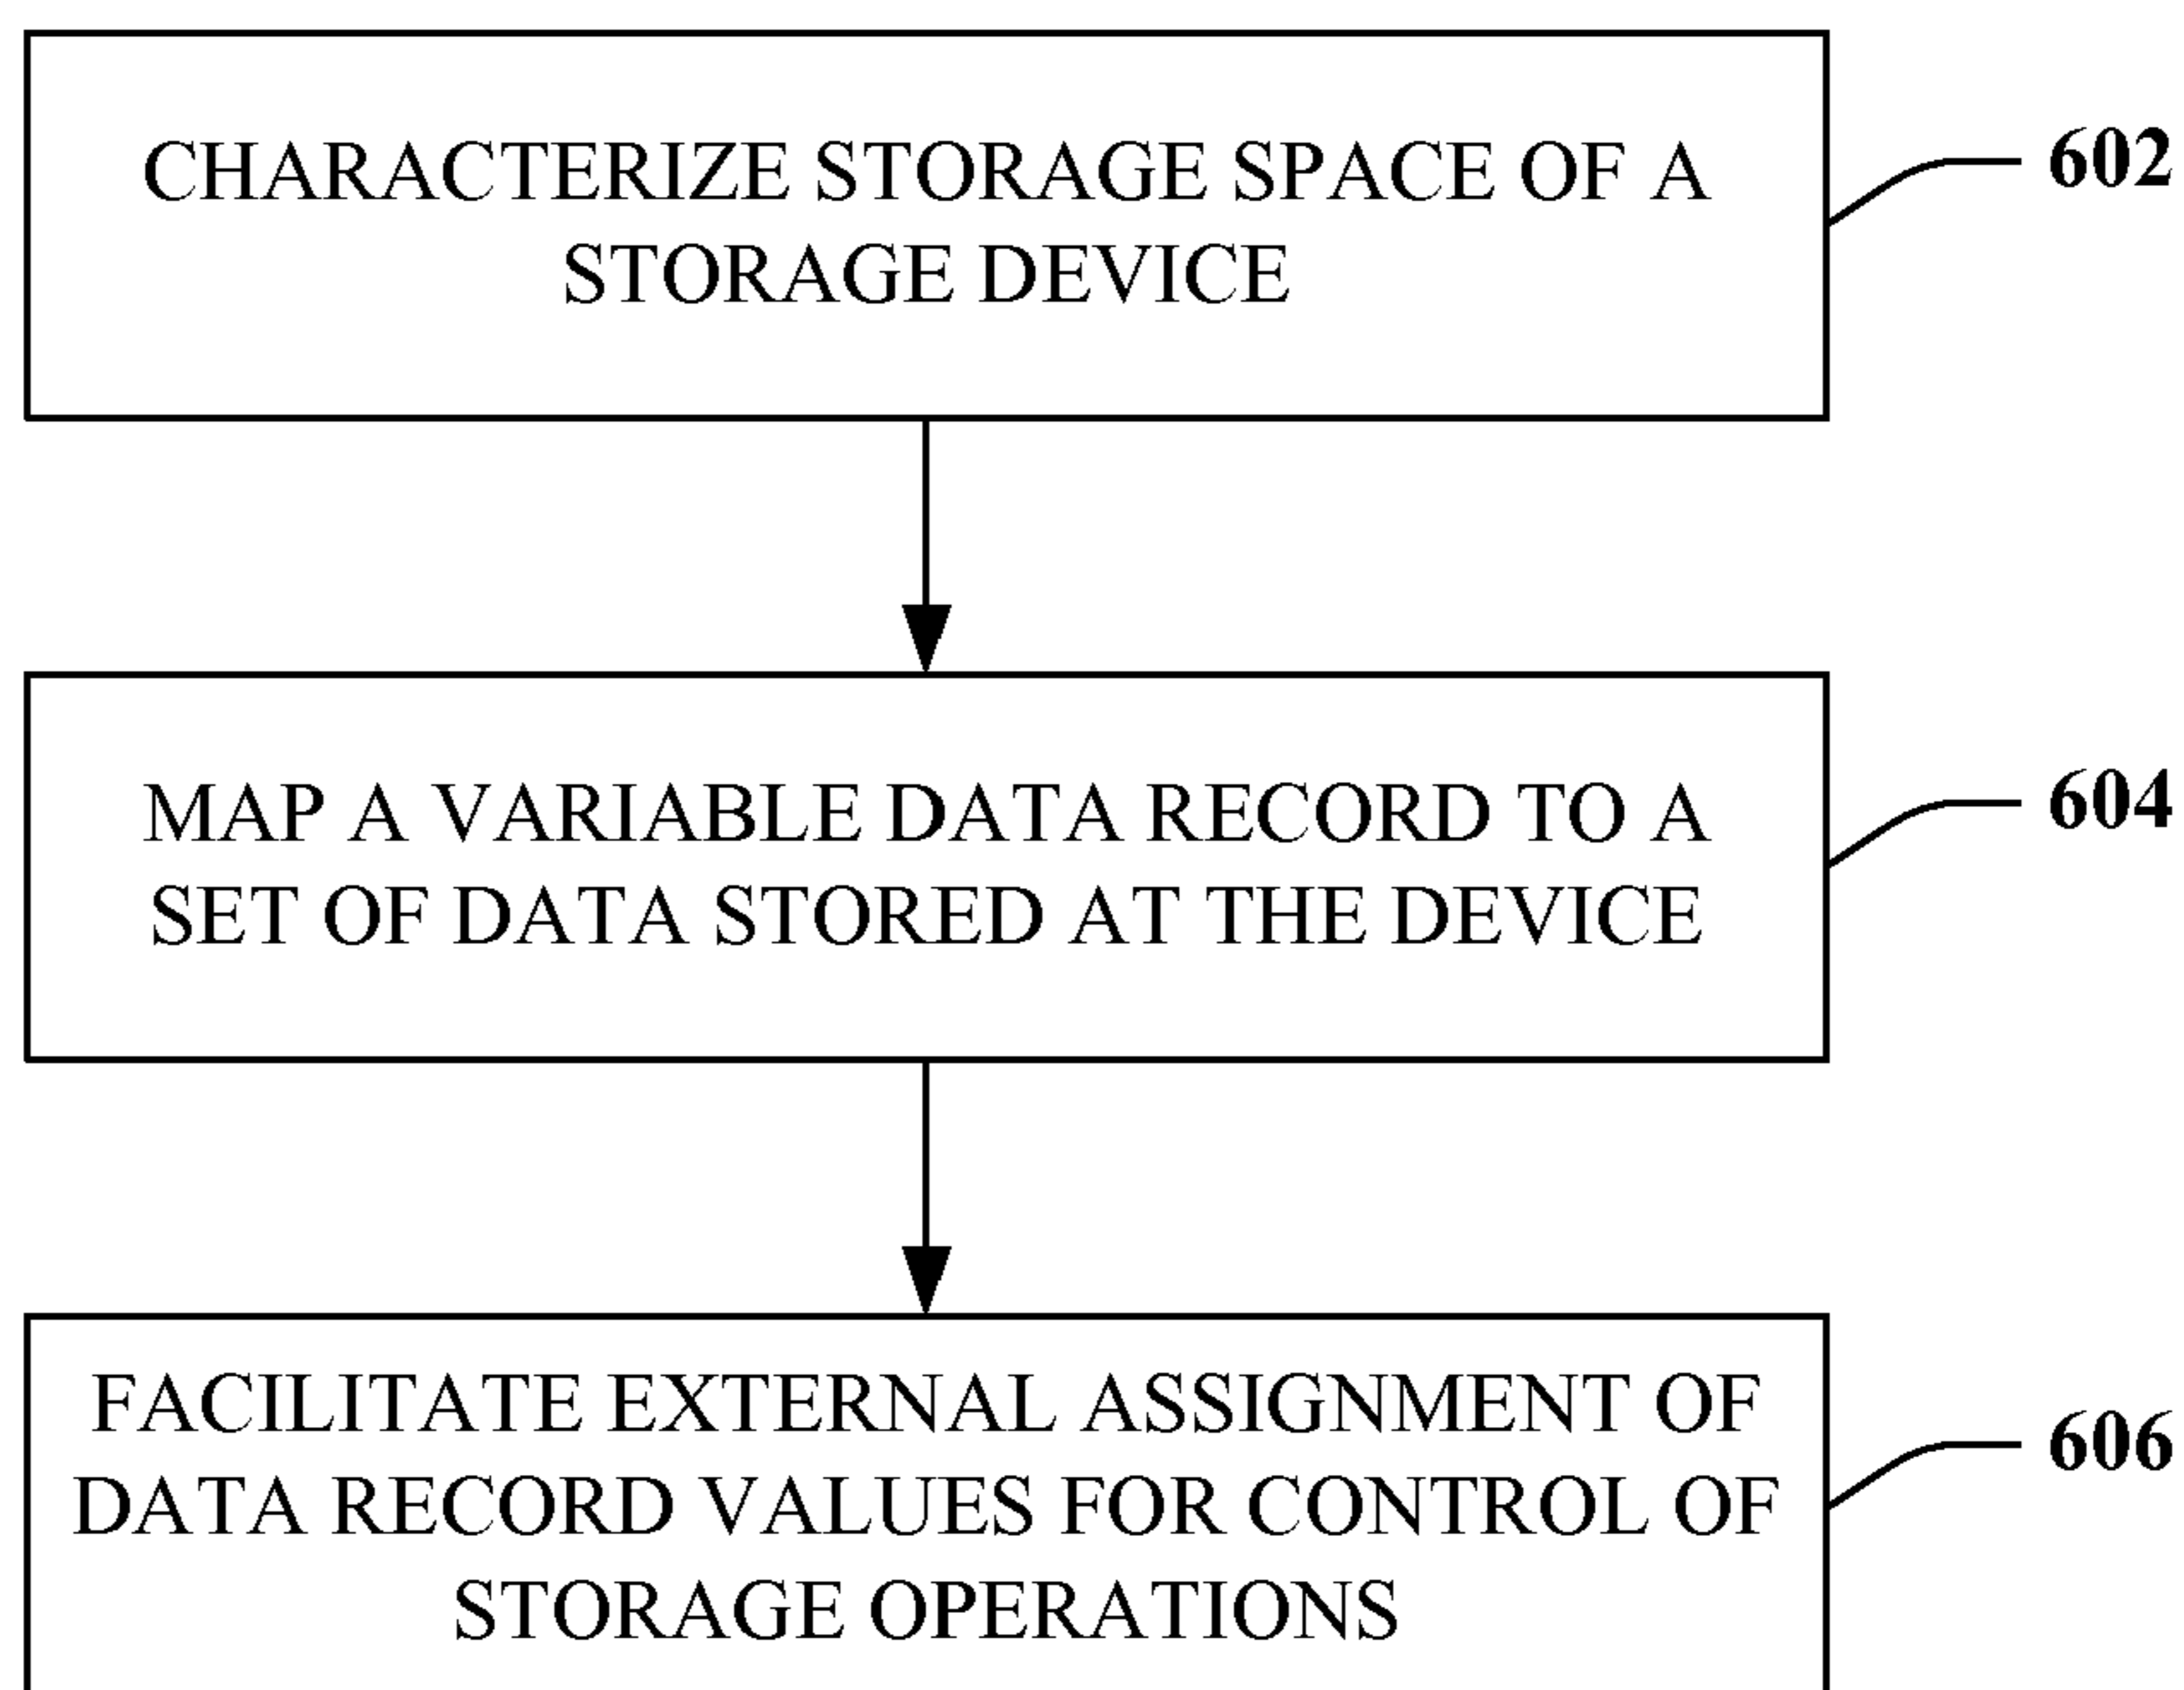 CHARACTERIZE STORAGE SPACE OF A
STORAGE DEVICE
602
MAP A VARIABLE DATA RECORD TO A
SET OF DATA STORED AT THE DEVICE
604
FACILITATE EXTERNAL ASSIGNMENT OF
DATA RECORD VALUES FOR CONTROL OF
STORAGE OPERATIONS
606